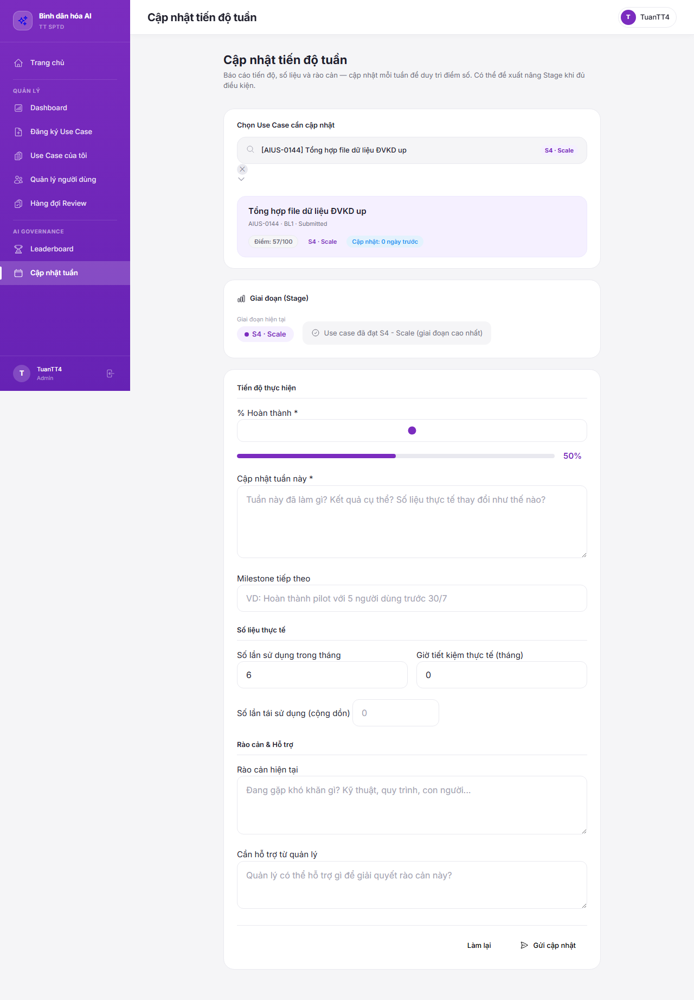 Bình dân hóa AI
TT SPTD
Trang chủ
QUẢN LÝ
Dashboard
Đăng ký Use Case
Use Case của tôi
Quản lý người dùng
Hàng đợi Review
AI GOVERNANCE
Leaderboard
Cập nhật tuần
T
TuanTT4
Admin
Cập nhật tiến độ tuần
T
TuanTT4
Cập nhật tiến độ tuần
Báo cáo tiến độ, số liệu và rào cản — cập nhật mỗi tuần để duy trì điểm số. Có thể đề xuất nâng Stage khi đủ
điều kiện.
Chọn Use Case cần cập nhật
[AIUS-0144] Tổng hợp file dữ liệu ĐVKD up
S4 · Scale
Tổng hợp file dữ liệu ĐVKD up
AIUS-0144 · BL1 · Submitted
Điểm: 57/100
S4 · Scale
Cập nhật: 0 ngày trước
Giai đoạn (Stage)
Giai đoạn hiện tại
S4 · Scale
Use case đã đạt S4 - Scale (giai đoạn cao nhất)
Tiến độ thực hiện
% Hoàn thành *
50%
Cập nhật tuần này *
Tuần này đã làm gì? Kết quả cụ thể? Số liệu thực tế thay đổi như thế nào?
Milestone tiếp theo
VD: Hoàn thành pilot với 5 người dùng trước 30/7
Số liệu thực tế
Số lần sử dụng trong tháng
Giờ tiết kiệm thực tế (tháng)
6
0
Số lần tái sử dụng (cộng dồn)
0
Rào cản & Hỗ trợ
Rào cản hiện tại
Đang gặp khó khăn gì? Kỹ thuật, quy trình, con người...
Cần hỗ trợ từ quản lý
Quản lý có thể hỗ trợ gì để giải quyết rào cản này?
Làm lại
Gửi cập nhật